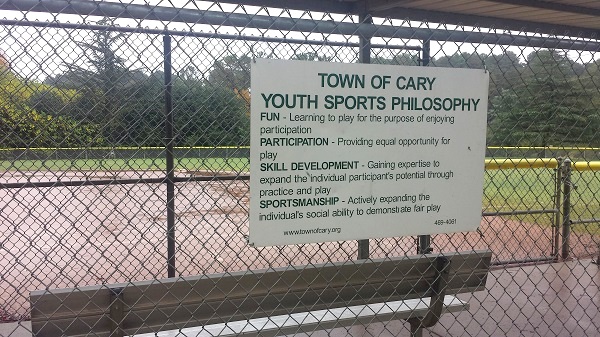 TOWN OF CARY
YOUTH SPORTS PHILOSOPHY
FUN - Learning to play for the purpose of enjoying
participation
PARTICIPATION - Providing equal opportunity for
play
SKILL DEVELOPMENT - Gaining expertise to
expand the individual participant's potential through
practice and play
SPORTSMANSHIP - Actively expanding the
individual's social ability to demonstrate fair play
www.townofcary.org
469-4061